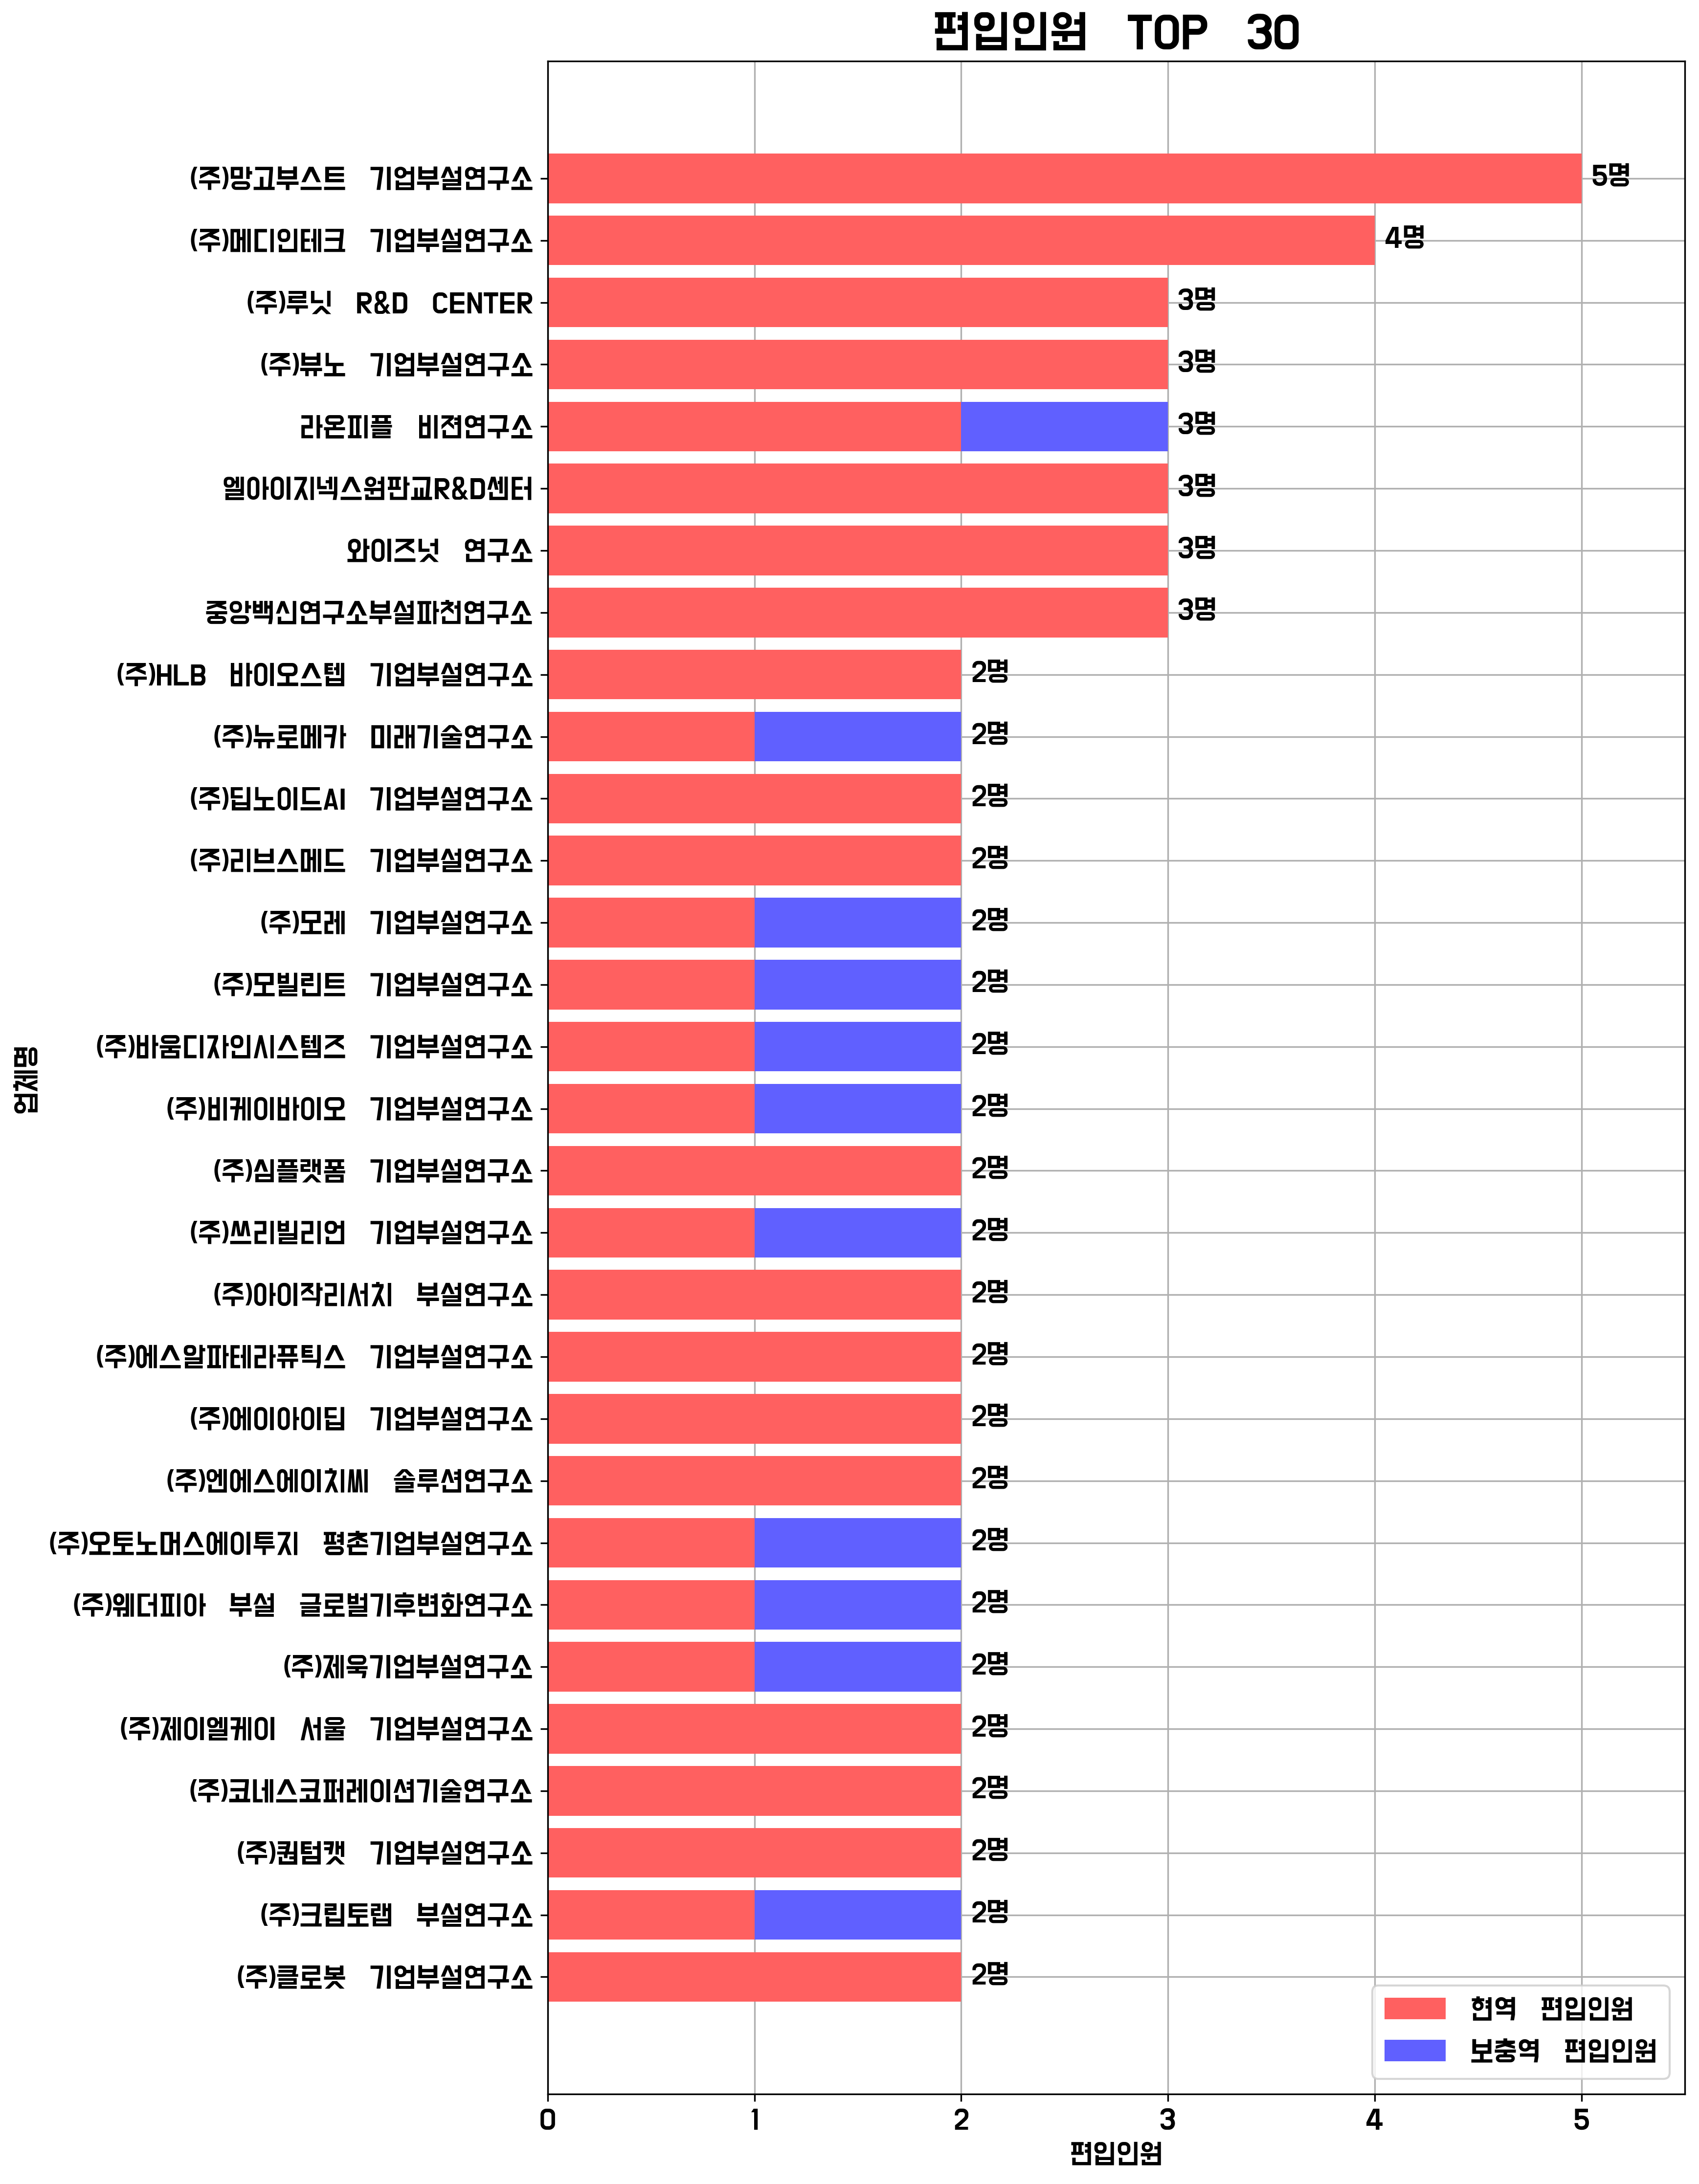 편입인원 TOP 30
(주)망고부스트 기업부설연구소 5명
(주)메디인테크 기업부설연구소 4명
(주)루닛 R&D CENTER 3명
(주)뷰노 기업부설연구소 3명
라온피플 비젼연구소 3명
엘아이지넥스원판교R&D센터 3명
와이즈넛 연구소 3명
중앙백신연구소부설파천연구소 3명
(주)HLB 바이오스텝 기업부설연구소 2명
(주)뉴로메카 미래기술연구소 2명
(주)딥노이드AI 기업부설연구소 2명
(주)리브스메드 기업부설연구소 2명
(주)모레 기업부설연구소 2명
(주)모빌린트 기업부설연구소 2명
(주)바움디자인시스템즈 기업부설연구소 2명
(주)비케이바이오 기업부설연구소 2명
(주)심플랫폼 기업부설연구소 2명
(주)쓰리빌리언 기업부설연구소 2명
(주)아이작리서치 부설연구소 2명
(주)에스알파테라퓨틱스 기업부설연구소 2명
(주)에이아이딥 기업부설연구소 2명
(주)엔에스에이치씨 솔루션연구소 2명
(주)오토노머스에이투지 평촌기업부설연구소 2명
(주)웨더피아 부설 글로벌기후변화연구소 2명
(주)제욱기업부설연구소 2명
(주)제이엘케이 서울 기업부설연구소 2명
(주)코네스코퍼레이션기술연구소 2명
(주)퀀텀캣 기업부설연구소 2명
(주)크립토랩 부설연구소 2명
(주)클로봇 기업부설연구소 2명
업체명
현역 편입인원
보충역 편입인원
0 1 2 3 4 5
편입인원